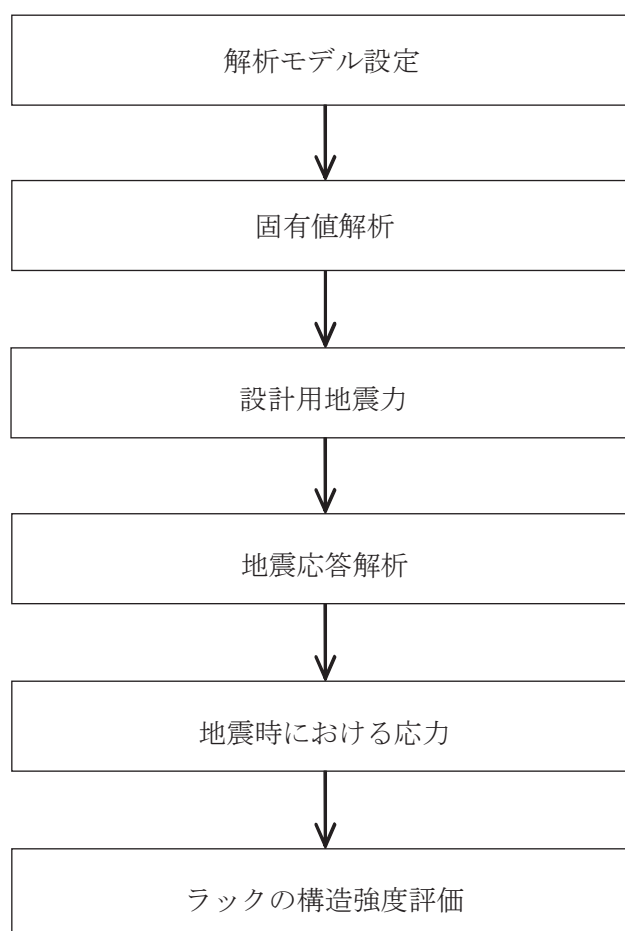 解析モデル設定
固有値解析
設計用地震力
地震応答解析
地震時における応力
ラックの構造強度評価